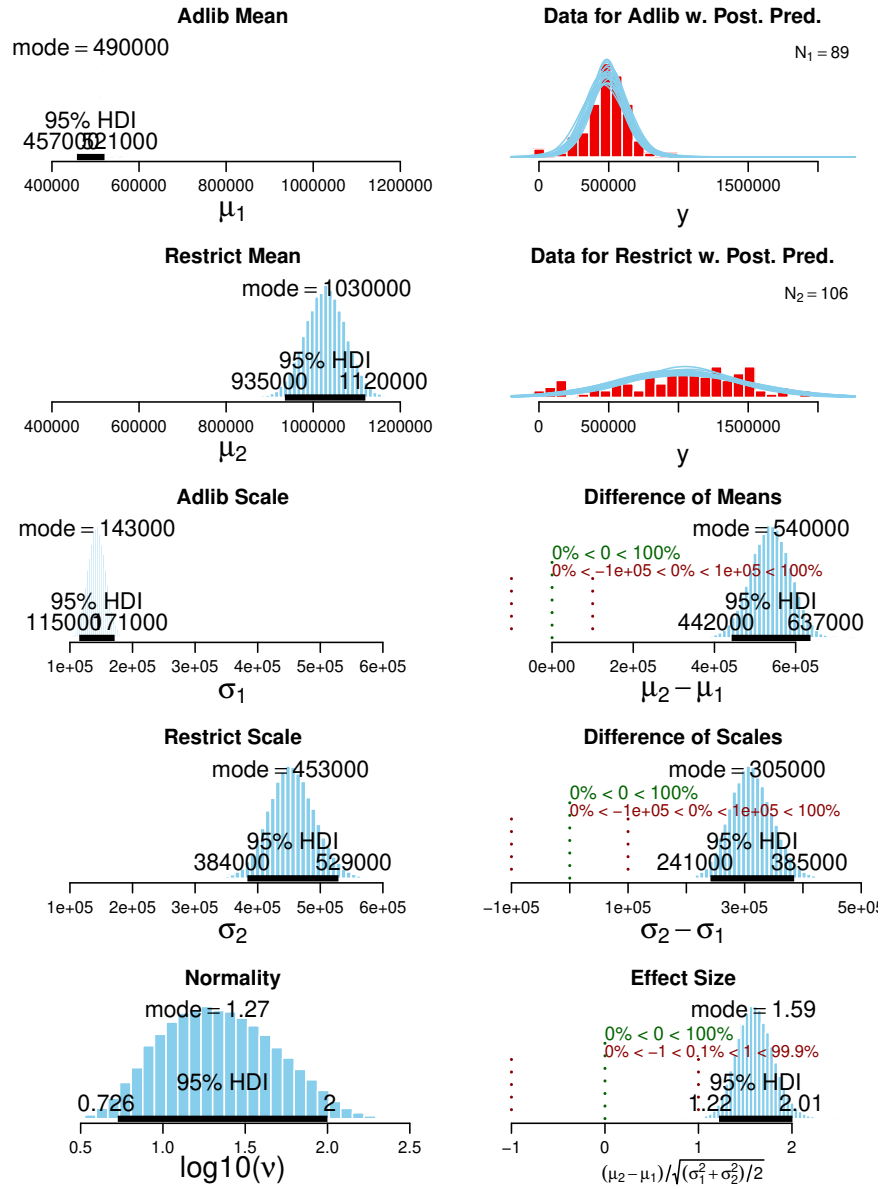 Adlib Mean
mode = 490000
95% HDI
457000 521000
400000 600000 800000 1000000 1200000
μ1
Data for Adlib w. Post. Pred.
N1 = 89
0 500000 1500000
y
Restrict Mean
mode = 1030000
95% HDI
935000 1120000
400000 600000 800000 1000000 1200000
μ2
Data for Restrict w. Post. Pred.
N2 = 106
0 500000 1500000
y
Adlib Scale
mode = 143000
95% HDI
115000 171000
1e+05 2e+05 3e+05 4e+05 5e+05 6e+05
σ1
Difference of Means
mode = 540000
0% < 0 < 100%
0% < −1e+05 < 0% < 1e+05 < 100%
95% HDI
442000 637000
0e+00 2e+05 4e+05 6e+05
μ2 − μ1
Restrict Scale
mode = 453000
95% HDI
384000 529000
1e+05 2e+05 3e+05 4e+05 5e+05 6e+05
σ2
Difference of Scales
mode = 305000
0% < 0 < 100%
0% < −1e+05 < 0% < 1e+05 < 100%
95% HDI
241000 385000
−1e+05 1e+05 3e+05 5e+05
σ2 − σ1
Normality
mode = 1.27
95% HDI
0.726 2
0.5 1.0 1.5 2.0 2.5
log10(ν)
Effect Size
mode = 1.59
0% < 0 < 100%
0% < −1 < 0.1% < 1 < 99.9%
95% HDI
1.22 2.01
−1 0 1 2
(μ2 − μ1)/√(σ1² + σ2²)/2